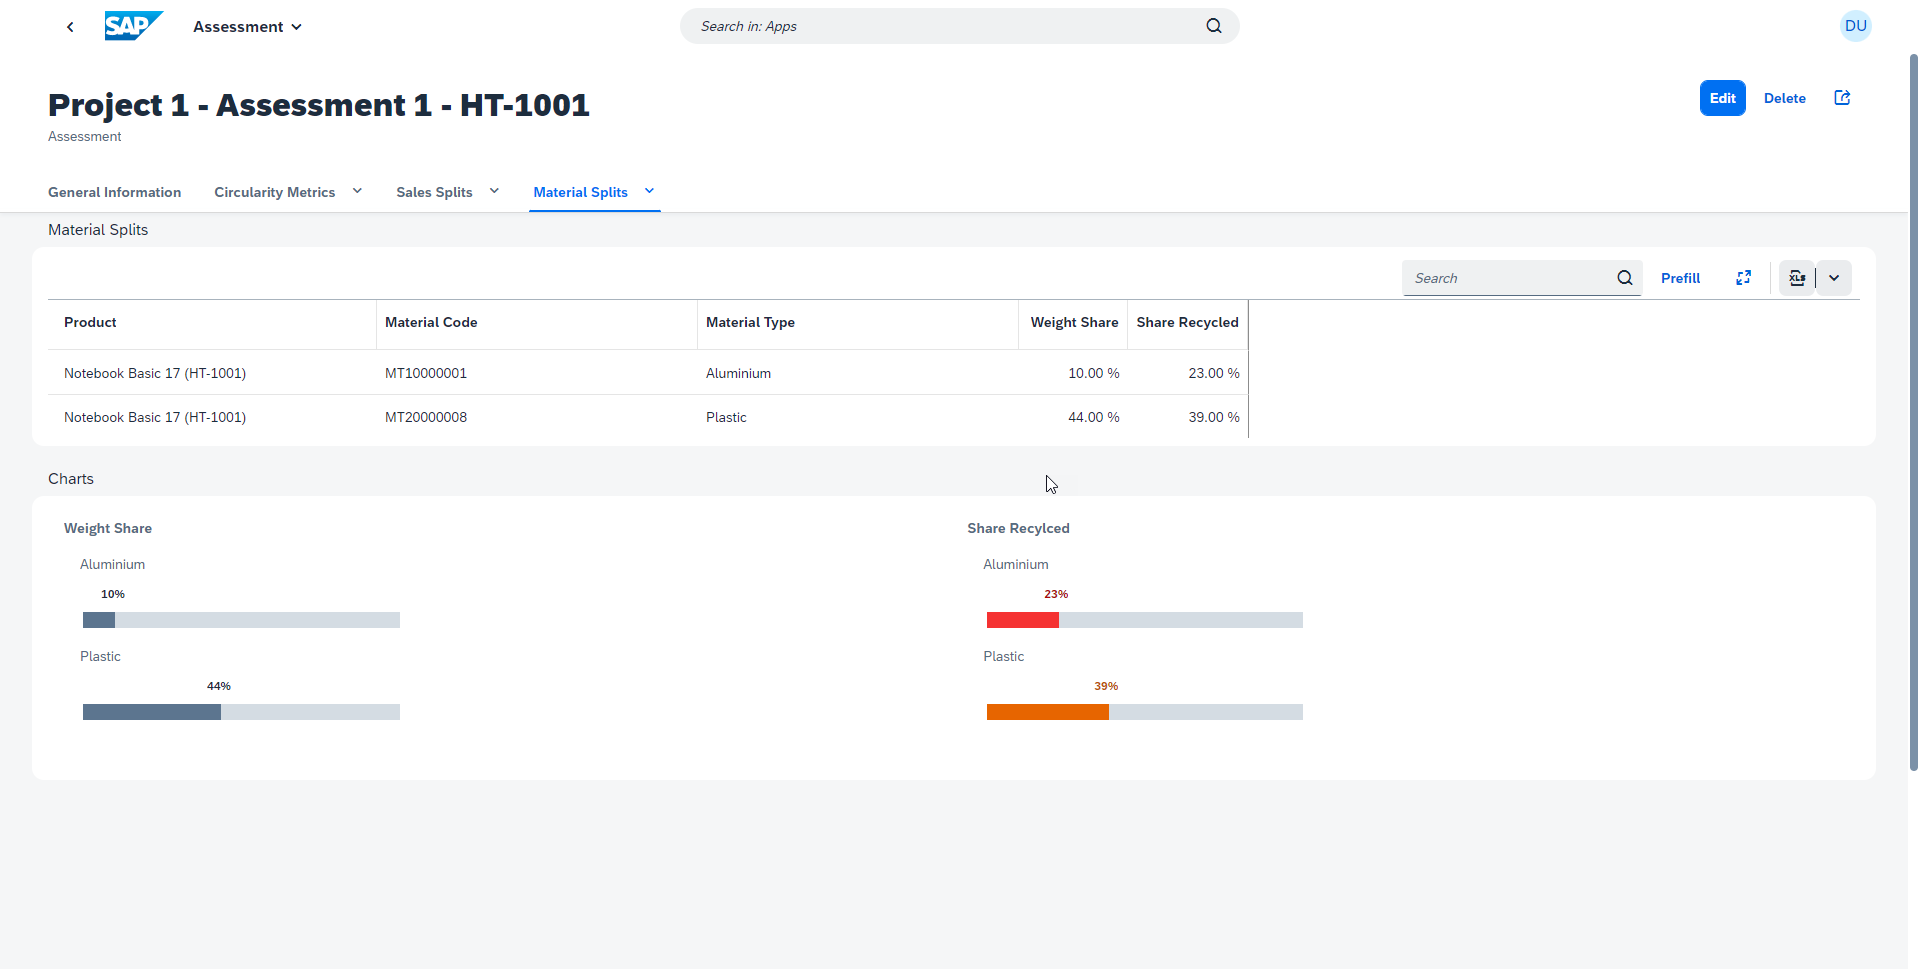 SAP Assessment Search in: Apps DU
Project 1 - Assessment 1 - HT-1001 Edit Delete
Assessment
General Information Circularity Metrics Sales Splits Material Splits
Material Splits
Search Prefill XLS
Product Material Code Material Type Weight Share Share Recycled
Notebook Basic 17 (HT-1001) MT10000001 Aluminium 10.00 % 23.00 %
Notebook Basic 17 (HT-1001) MT20000008 Plastic 44.00 % 39.00 %
Charts
Weight Share Share Recylced
Aluminium Aluminium
10% 23%
Plastic Plastic
44% 39%